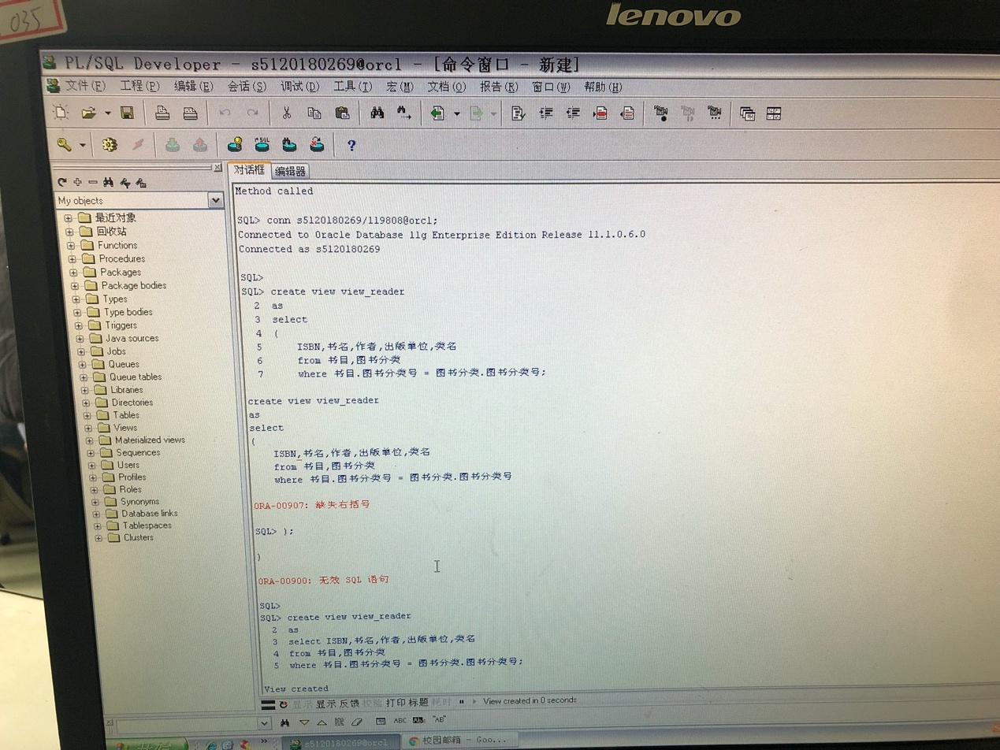 035
lenovo
PL/SQL Developer - s5120180269@orcl - [命令窗口 - 新建]
文件(F) 工程(P) 编辑(E) 会话(S) 调试(D) 工具(T) 宏(M) 文档(O) 报告(R) 窗口(W) 帮助(H)
对话框 编辑器
My objects
最近对象
回收站
Functions
Procedures
Packages
Package bodies
Types
Type bodies
Triggers
Java sources
Jobs
Queues
Queue tables
Libraries
Directories
Tables
Views
Materialized views
Sequences
Users
Profiles
Roles
Synonyms
Database links
Tablespaces
Clusters
Method called
SQL> conn s5120180269/119808@orcl;
Connected to Oracle Database 11g Enterprise Edition Release 11.1.0.6.0
Connected as s5120180269
SQL>
SQL> create view view_reader
2 as
3 select
4 (
5 ISBN,书名,作者,出版单位,类名
6 from 书目,图书分类
7 where 书目.图书分类号 = 图书分类.图书分类号;
create view view_reader
as
select
(
ISBN,书名,作者,出版单位,类名
from 书目,图书分类
where 书目.图书分类号 = 图书分类.图书分类号
ORA-00907: 缺失右括号
SQL> );
)
ORA-00900: 无效 SQL 语句
SQL>
SQL> create view view_reader
2 as
3 select ISBN,书名,作者,出版单位,类名
4 from 书目,图书分类
5 where 书目.图书分类号 = 图书分类.图书分类号;
View created
显示 显示反馈 校验 打印标题 耗时 View created in 0 seconds
ABC "AB"
s5120180269@orcl 校园邮箱 - Goo...